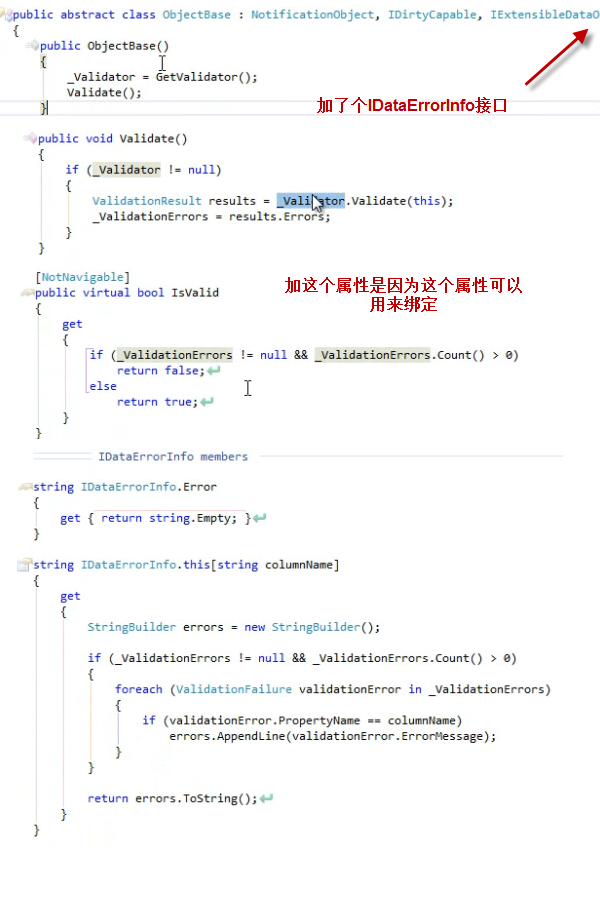 public abstract class ObjectBase : NotificationObject, IDirtyCapable, IExtensibleDataO
{
public ObjectBase()
{
_Validator = GetValidator();
Validate();
}
加了个IDataErrorInfo接口
public void Validate()
{
if (_Validator != null)
{
ValidationResult results = _Validator.Validate(this);
_ValidationErrors = results.Errors;
}
}
[NotNavigable]
public virtual bool IsValid
加这个属性是因为这个属性可以
用来绑定
{
get
{
if (_ValidationErrors != null && _ValidationErrors.Count() > 0)
return false;
else
return true;
}
}
IDataErrorInfo members
string IDataErrorInfo.Error
{
get { return string.Empty; }
}
string IDataErrorInfo.this[string columnName]
{
get
{
StringBuilder errors = new StringBuilder();
if (_ValidationErrors != null && _ValidationErrors.Count() > 0)
{
foreach (ValidationFailure validationError in _ValidationErrors)
{
if (validationError.PropertyName == columnName)
errors.AppendLine(validationError.ErrorMessage);
}
}
return errors.ToString();
}
}